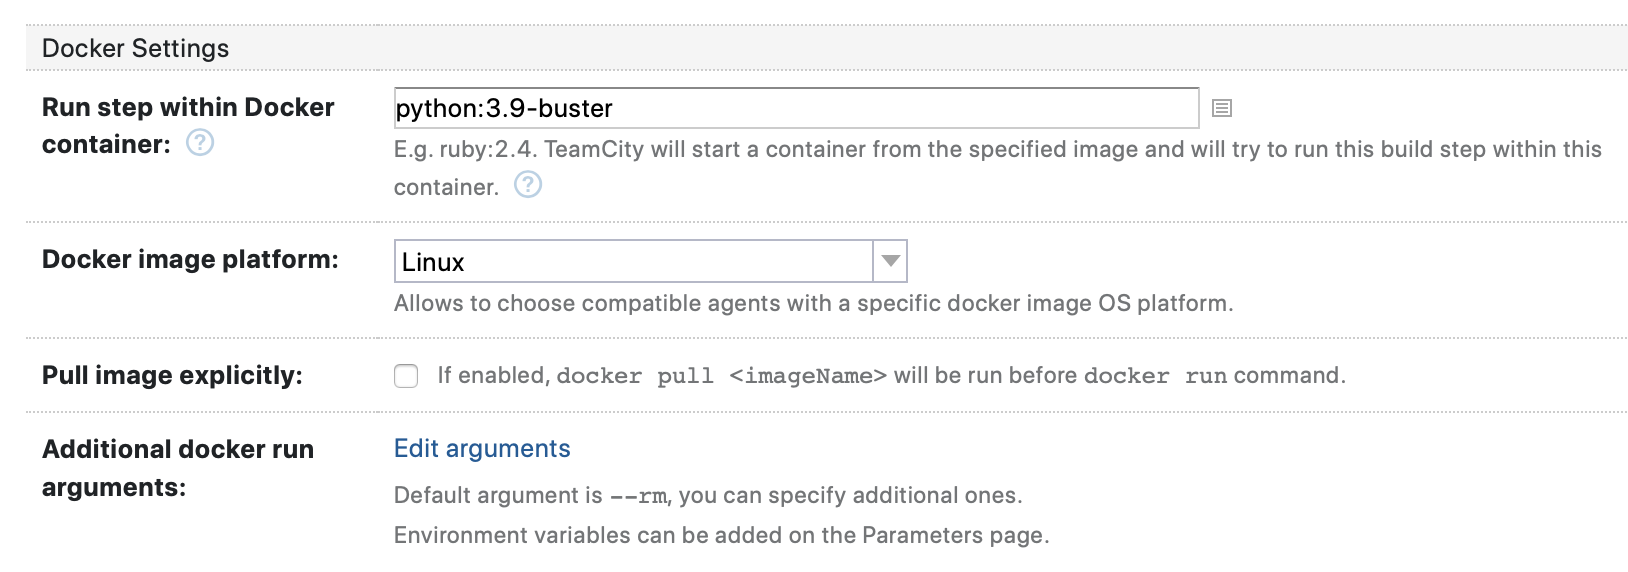 Docker Settings
Run step within Docker
container: ?
python:3.9-buster
E.g. ruby:2.4. TeamCity will start a container from the specified image and will try to run this build step within this
container. ?
Docker image platform:
Linux
Allows to choose compatible agents with a specific docker image OS platform.
Pull image explicitly:
If enabled, docker pull <imageName> will be run before docker run command.
Additional docker run
arguments:
Edit arguments
Default argument is --rm, you can specify additional ones.
Environment variables can be added on the Parameters page.